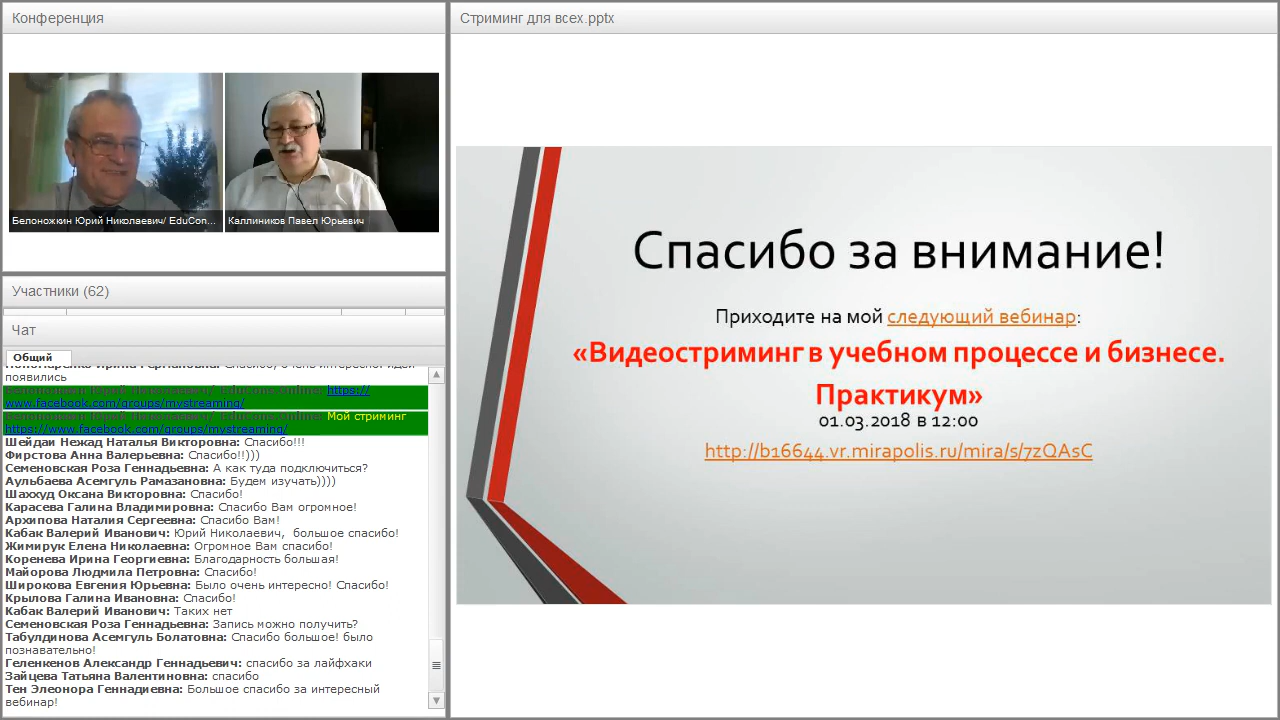 Конференция
Белоножкин Юрий Николаевич/ EduCon...
Каллиников Павел Юрьевич
Участники (62)
Чат
Общий
появились
https://
www.facebook.com/groups/mystreaming/
Мой стриминг
https://www.facebook.com/groups/mystreaming/
Шейдаи Нежад Наталья Викторовна: Спасибо!!!
Фирстова Анна Валерьевна: Спасибо!!)))
Семеновская Роза Геннадьевна: А как туда подключиться?
Аульбаева Асемгуль Рамазановна: Будем изучать))))
Шаххуд Оксана Викторовна: Спасибо!
Карасева Галина Владимировна: Спасибо Вам огромное!
Архипова Наталия Сергеевна: Спасибо Вам!
Кабак Валерий Иванович: Юрий Николаевич, большое спасибо!
Жимирук Елена Николаевна: Огромное Вам спасибо!
Коренева Ирина Георгиевна: Благодарность большая!
Майорова Людмила Петровна: Спасибо!
Широкова Евгения Юрьевна: Было очень интересно! Спасибо!
Крылова Галина Ивановна: Спасибо!
Кабак Валерий Иванович: Таких нет
Семеновская Роза Геннадьевна: Запись можно получить?
Табулдинова Асемгуль Болатовна: Спасибо большое! было
познавательно!
Геленкенов Александр Геннадьевич: спасибо за лайфхаки
Зайцева Татьяна Валентиновна: спасибо
Тен Элеонора Геннадиевна: Большое спасибо за интересный
вебинар!
Стриминг для всех.pptx
Спасибо за внимание!
Приходите на мой следующий вебинар:
«Видеостриминг в учебном процессе и бизнесе.
Практикум»
01.03.2018 в 12:00
http://b16644.vr.mirapolis.ru/mira/s/7zQAsC